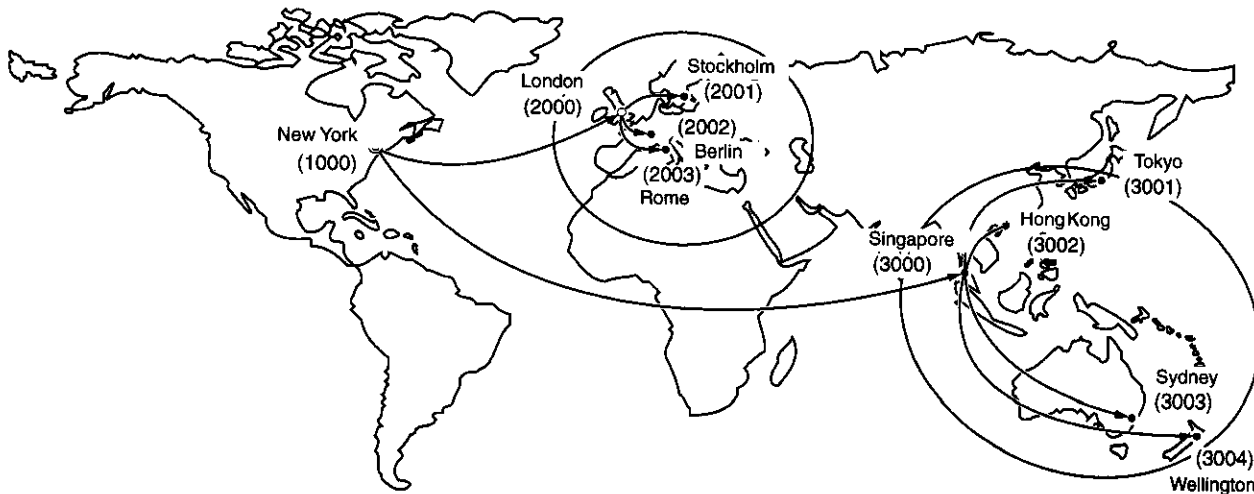 Stockholm
(2001)
London
(2000)
New York
(1000)
(2002)
Berlin
(2003)
Rome
Tokyo
(3001)
Hong Kong
(3002)
Singapore
(3000)
Sydney
(3003)
(3004)
Wellington